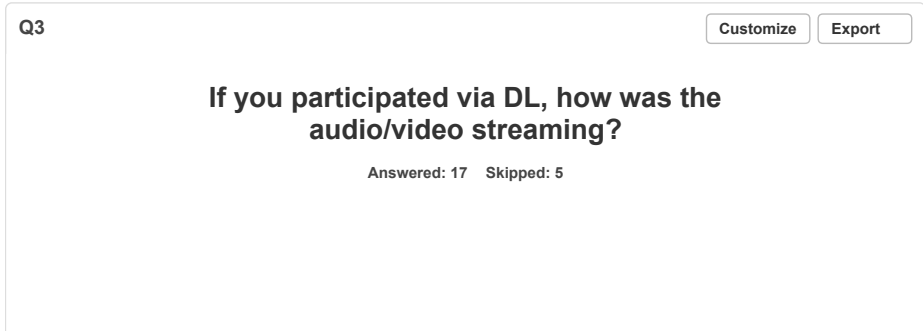 Q3
Customize Export
If you participated via DL, how was the
audio/video streaming?
Answered: 17 Skipped: 5